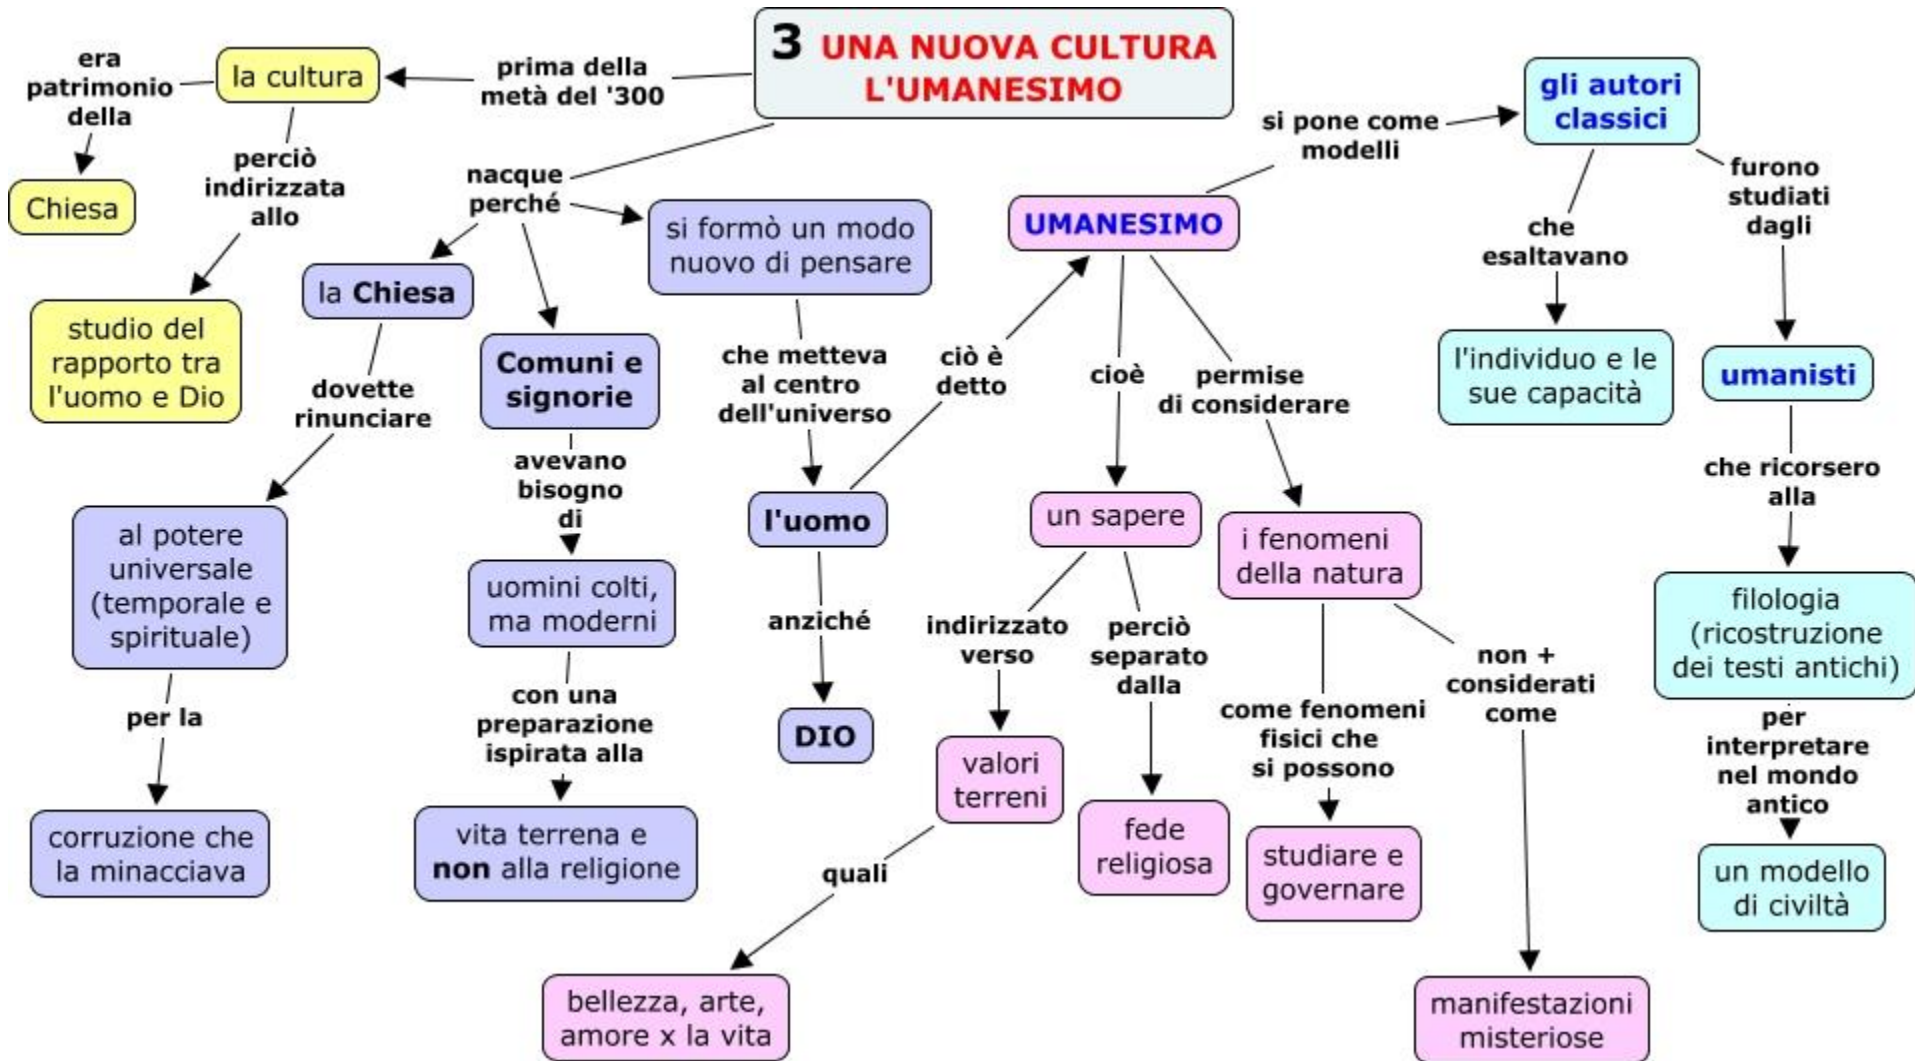 3 UNA NUOVA CULTURA
L'UMANESIMO
prima della
metà del '300
la cultura
era
patrimonio
della
Chiesa
perciò
indirizzata
allo
studio del
rapporto tra
l'uomo e Dio
nacque
perché
la Chiesa
dovette
rinunciare
al potere
universale
(temporale e
spirituale)
per la
corruzione che
la minacciava
Comuni e
signorie
avevano
bisogno
di
uomini colti,
ma moderni
con una
preparazione
ispirata alla
vita terrena e
non alla religione
si formò un modo
nuovo di pensare
che metteva
al centro
dell'universo
l'uomo
anziché
DIO
ciò è
detto
UMANESIMO
cioè
un sapere
indirizzato
verso
valori
terreni
quali
bellezza, arte,
amore x la vita
perciò
separato
dalla
fede
religiosa
permise
di considerare
i fenomeni
della natura
come fenomeni
fisici che
si possono
studiare e
governare
non +
considerati
come
manifestazioni
misteriose
si pone come
modelli
gli autori
classici
che
esaltavano
l'individuo e le
sue capacità
furono
studiati
dagli
umanisti
che ricorsero
alla
filologia
(ricostruzione
dei testi antichi)
per
interpretare
nel mondo
antico
un modello
di civiltà